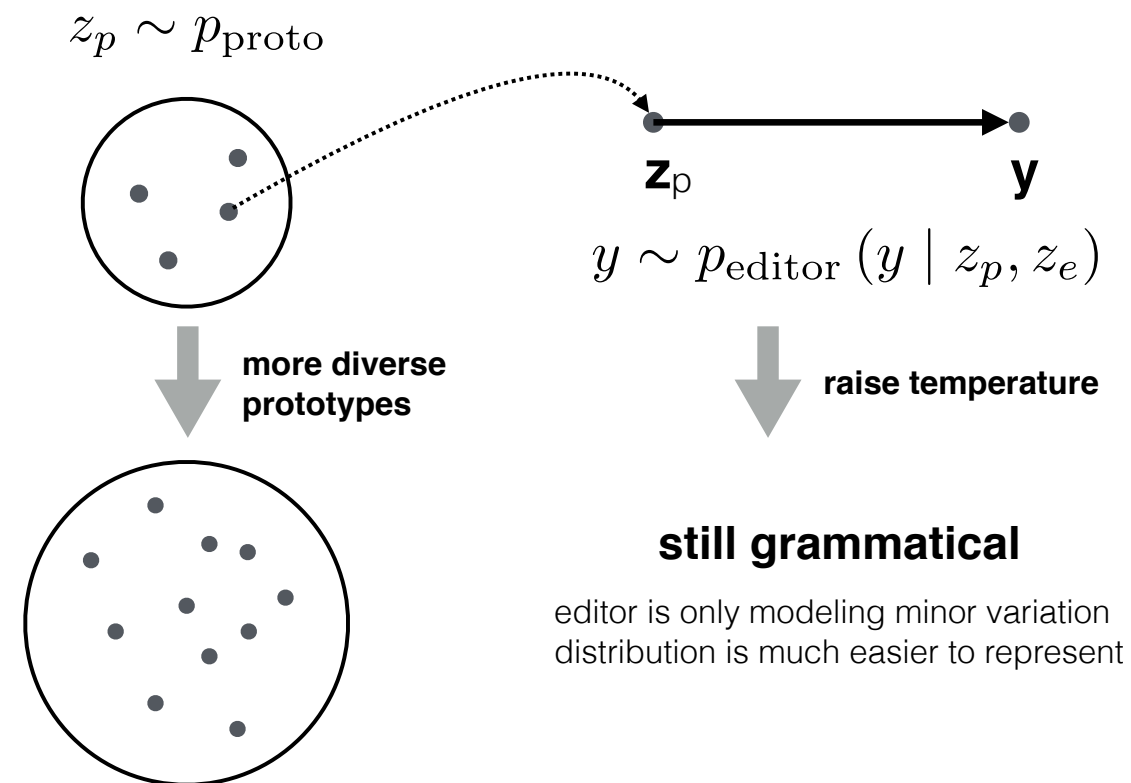 z_p ∼ p_proto
z_p
y
y ∼ p_editor (y | z_p, z_e)
more diverse
prototypes
raise temperature
still grammatical
editor is only modeling minor variation
distribution is much easier to represent